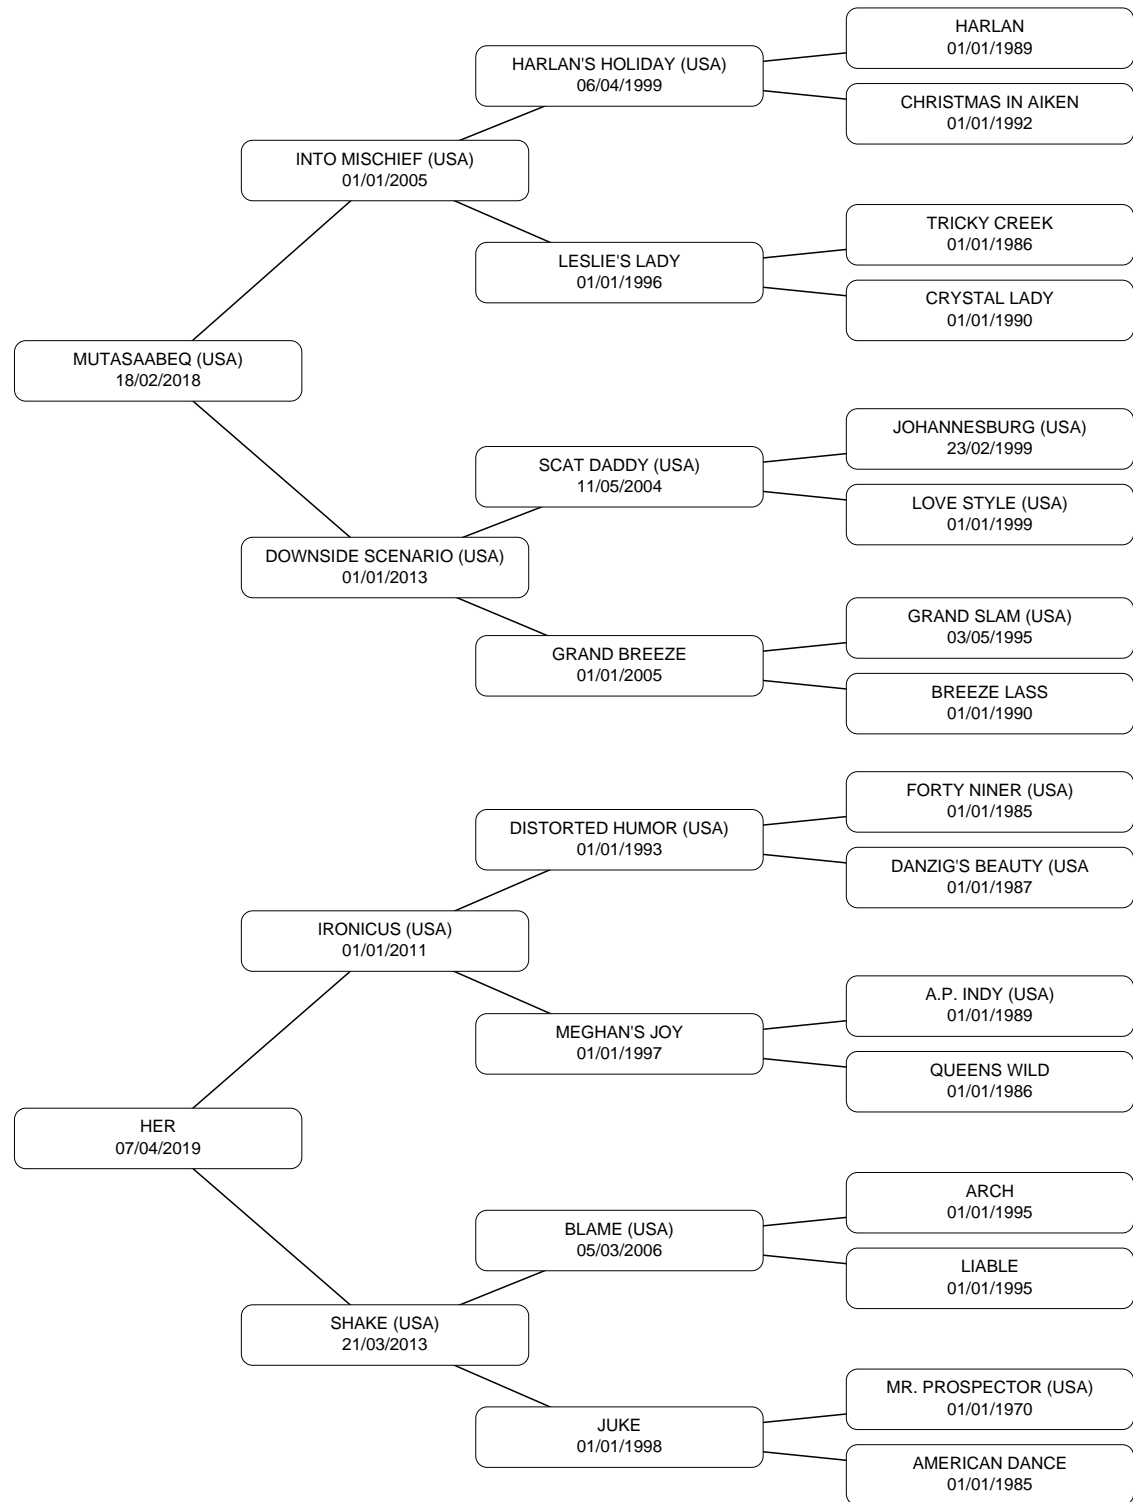 HARLAN
01/01/1989
HARLAN'S HOLIDAY (USA)
06/04/1999
CHRISTMAS IN AIKEN
01/01/1992
INTO MISCHIEF (USA)
01/01/2005
TRICKY CREEK
01/01/1986
LESLIE'S LADY
01/01/1996
CRYSTAL LADY
01/01/1990
MUTASAABEQ (USA)
18/02/2018
JOHANNESBURG (USA)
23/02/1999
SCAT DADDY (USA)
11/05/2004
LOVE STYLE (USA)
01/01/1999
DOWNSIDE SCENARIO (USA)
01/01/2013
GRAND SLAM (USA)
03/05/1995
GRAND BREEZE
01/01/2005
BREEZE LASS
01/01/1990
FORTY NINER (USA)
01/01/1985
DISTORTED HUMOR (USA)
01/01/1993
DANZIG'S BEAUTY (USA
01/01/1987
IRONICUS (USA)
01/01/2011
A.P. INDY (USA)
01/01/1989
MEGHAN'S JOY
01/01/1997
QUEENS WILD
01/01/1986
HER
07/04/2019
ARCH
01/01/1995
BLAME (USA)
05/03/2006
LIABLE
01/01/1995
SHAKE (USA)
21/03/2013
MR. PROSPECTOR (USA)
01/01/1970
JUKE
01/01/1998
AMERICAN DANCE
01/01/1985